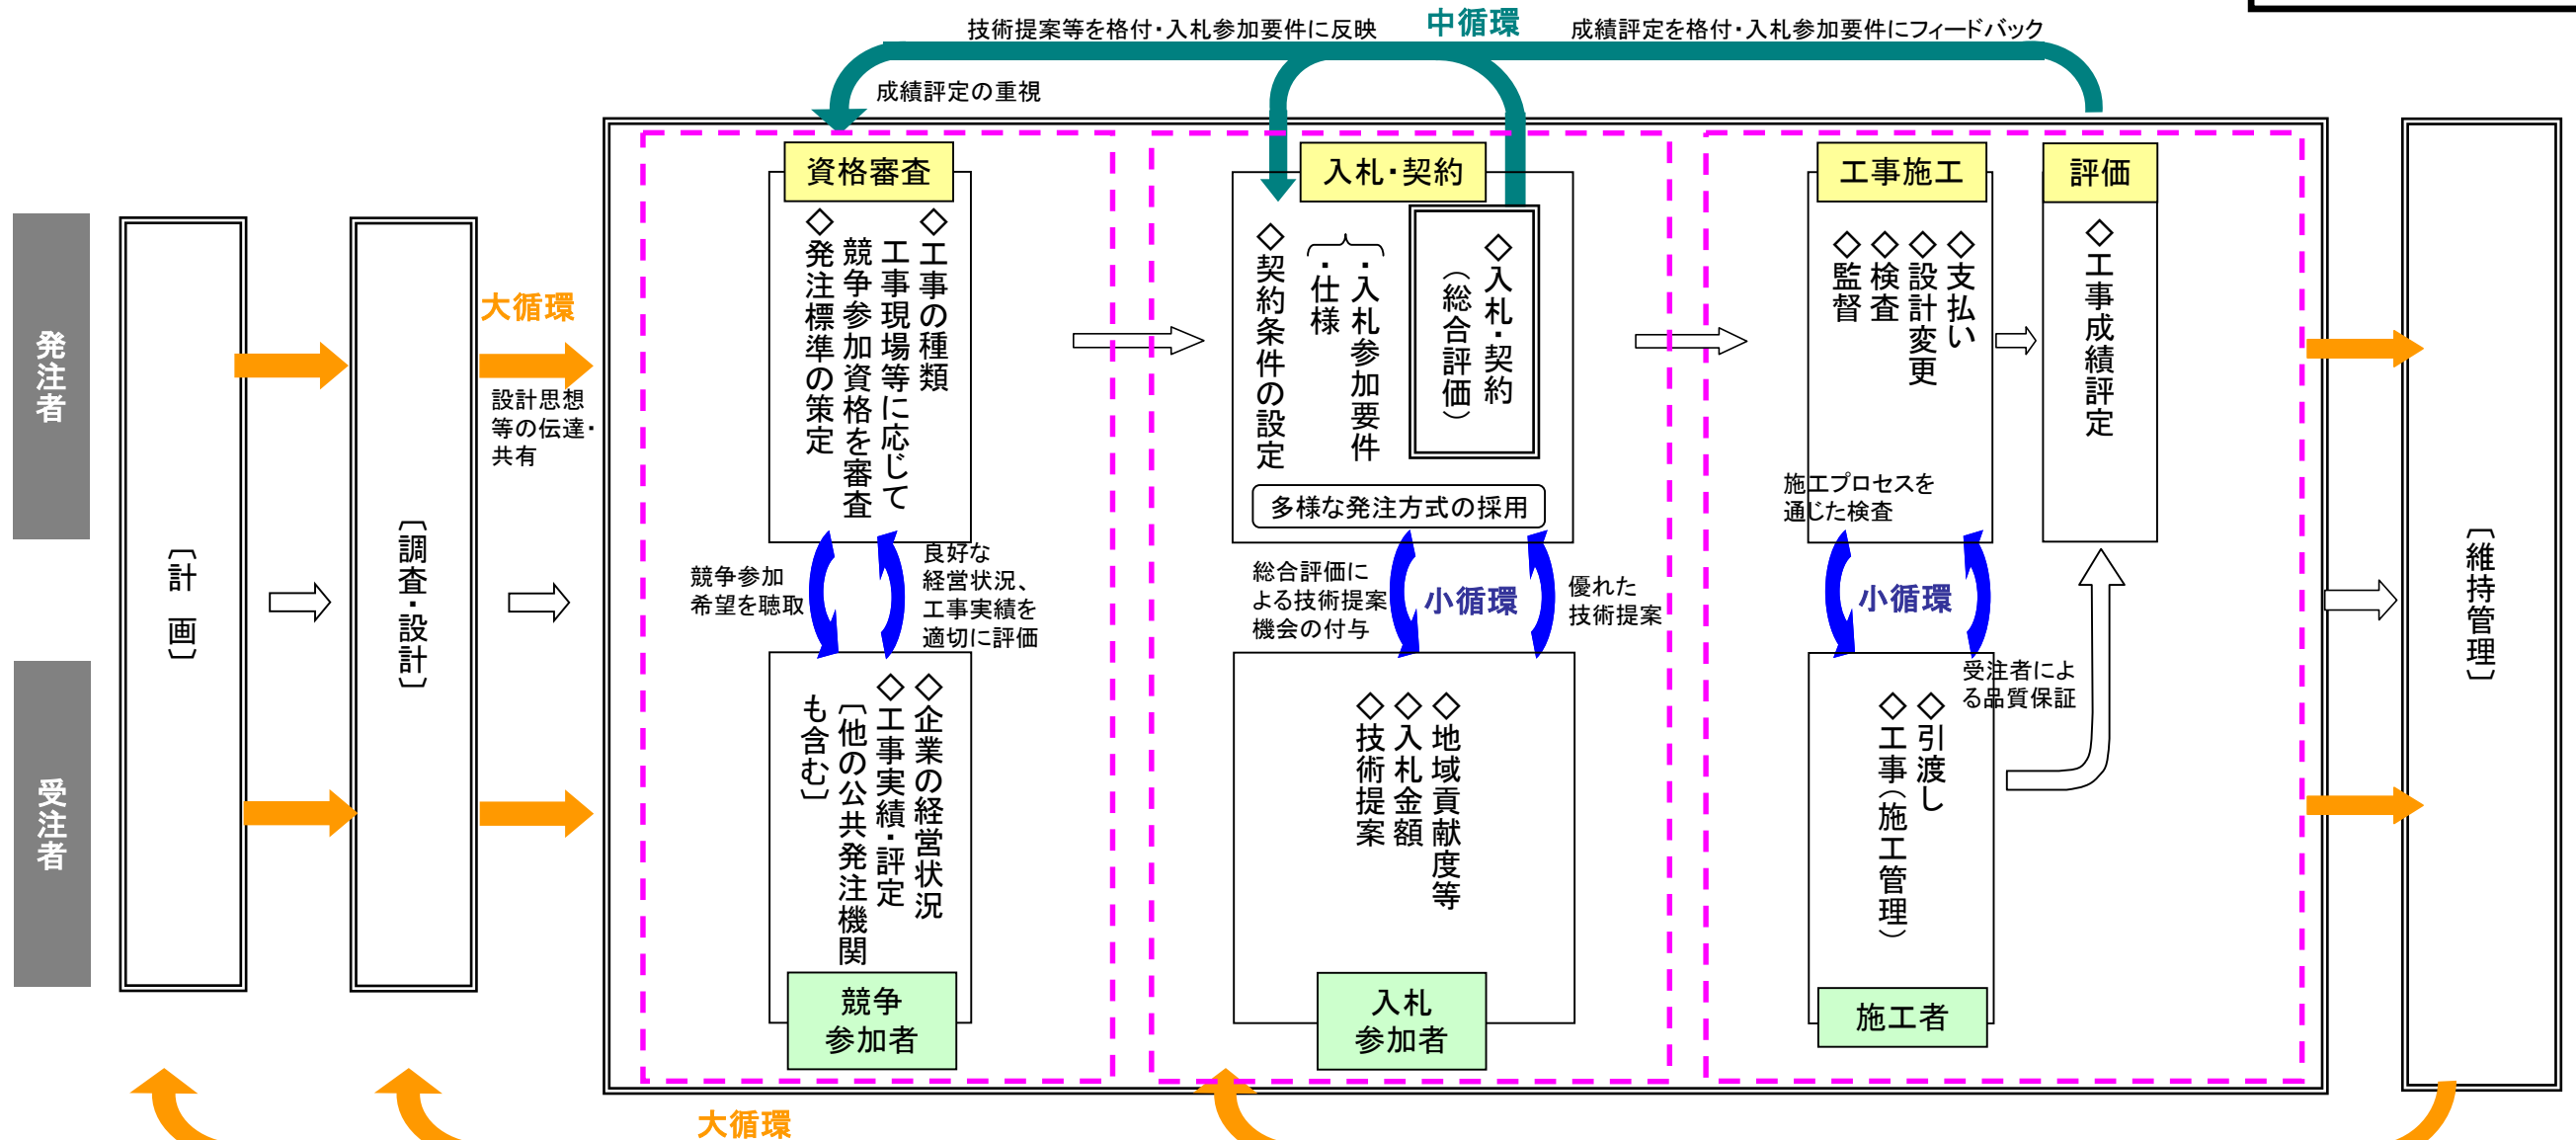 技術提案等を格付・入札参加要件に反映
中循環
成績評定を格付・入札参加要件にフィードバック
成績評定の重視
発注者
受注者
〔計 画〕
〔調査・設計〕
大循環
設計思想
等の伝達・
共有
資格審査
◇工事の種類
工事現場等に応じて
競争参加資格を審査
◇発注標準の策定
競争参加
希望を聴取
良好な
経営状況、
工事実績を
適切に評価
◇企業の経営状況
◇工事実績・評定
〔他の公共発注機関
も含む〕
競争
参加者
入札・契約
◇入札・契約
（総合評価）
・入札参加要件
・仕様
◇契約条件の設定
多様な発注方式の採用
総合評価に
よる技術提案
機会の付与
小循環
優れた
技術提案
◇地域貢献度等
◇入札金額
◇技術提案
入札
参加者
工事施工
◇支払い
◇設計変更
◇検査
◇監督
施工プロセスを
通じた検査
小循環
受注者によ
る品質保証
◇引渡し
◇工事（施工管理）
施工者
評価
◇工事成績評定
〔維持管理〕
大循環